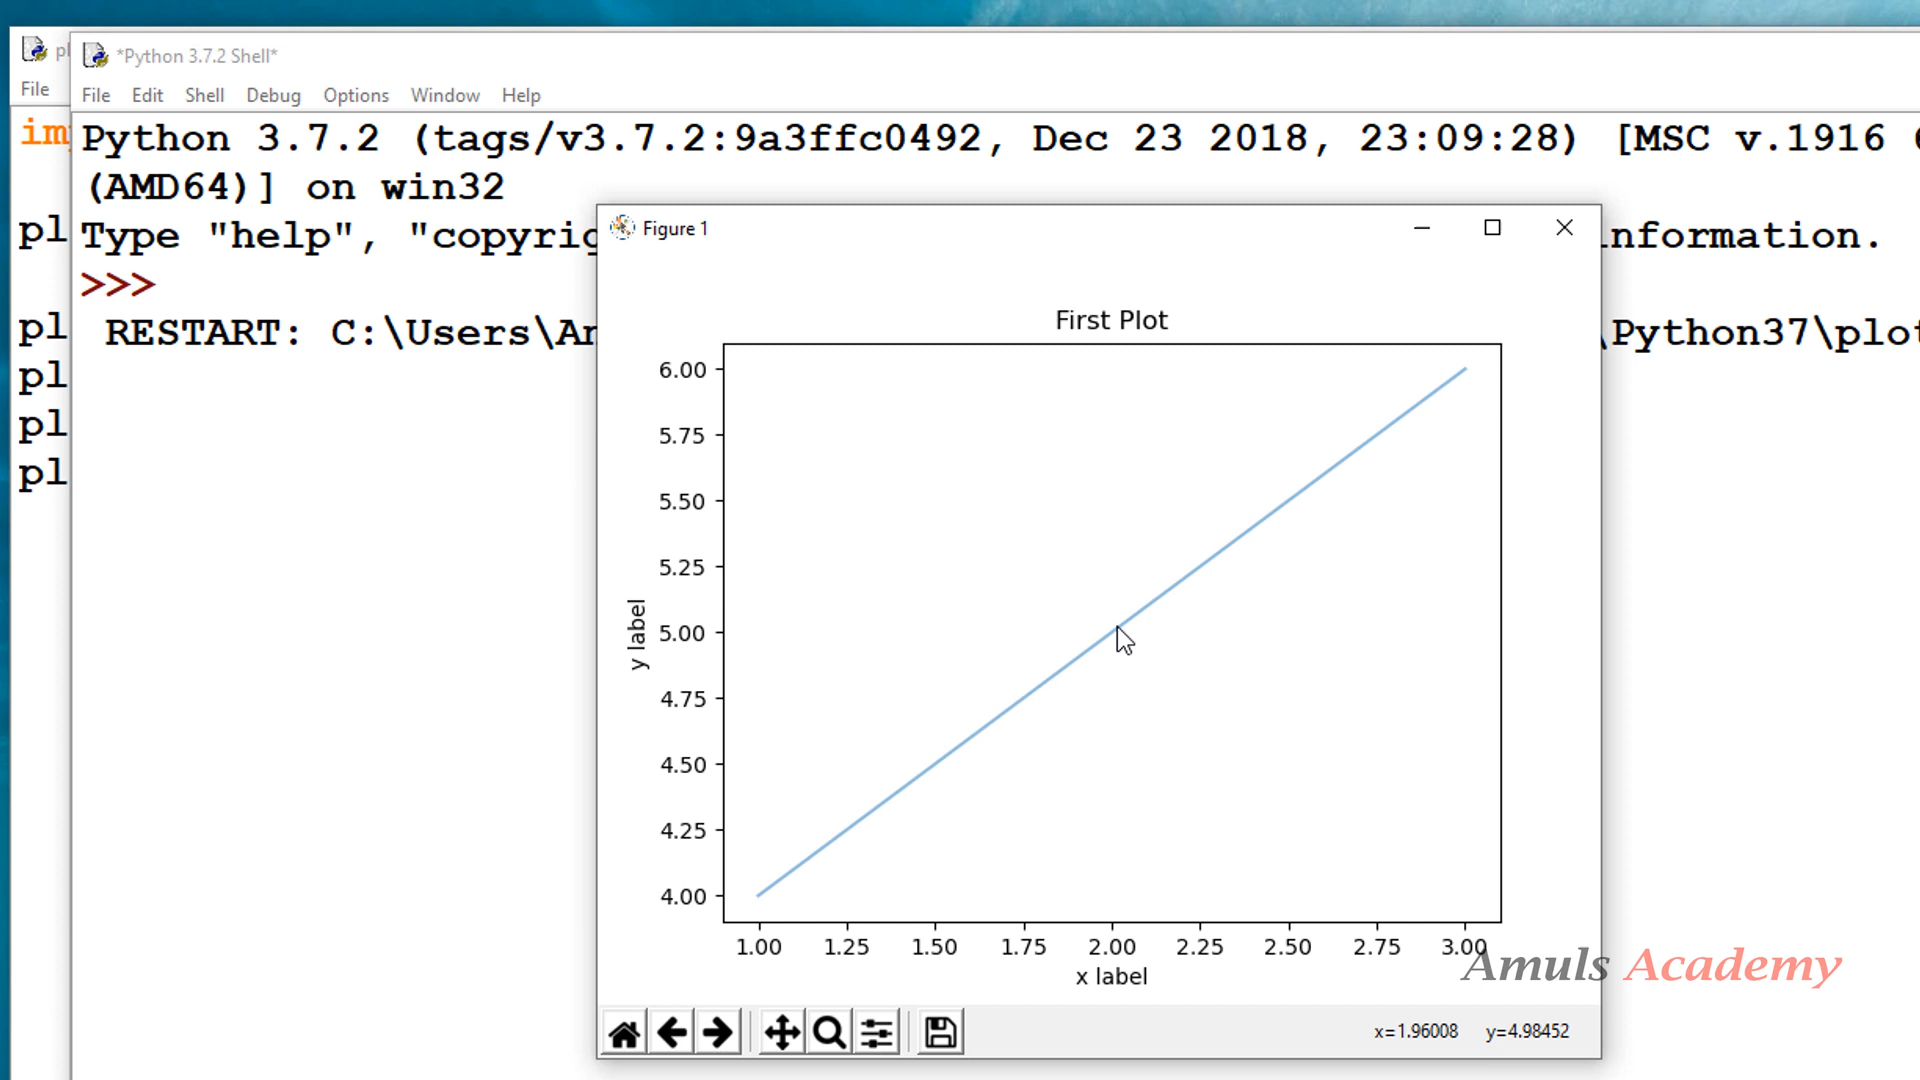 pl
*Python 3.7.2 Shell*
File
File Edit Shell Debug Options Window Help
im
Python 3.7.2 (tags/v3.7.2:9a3ffc0492, Dec 23 2018, 23:09:28) [MSC v.1916 6
(AMD64)] on win32
pl
Type "help", "copyrig
nformation.
>>>
pl
RESTART: C:\Users\An
\Python37\plot
pl
pl
pl
Figure 1
First Plot
6.00
5.75
5.50
5.25
5.00
4.75
4.50
4.25
4.00
y label
1.00 1.25 1.50 1.75 2.00 2.25 2.50 2.75 3.00
x label
Amuls Academy
x=1.96008 y=4.98452